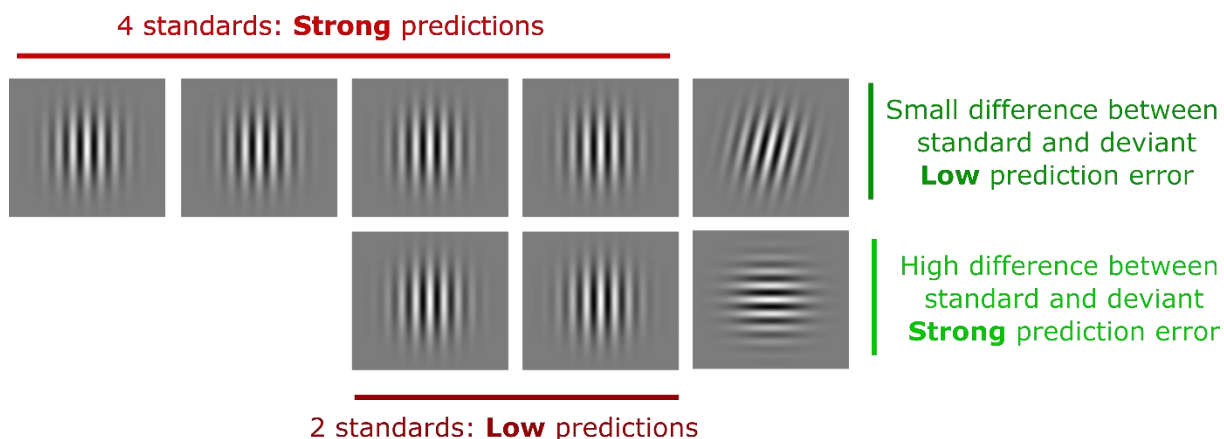 4 standards: Strong predictions
Small difference between
standard and deviant
Low prediction error
High difference between
standard and deviant
Strong prediction error
2 standards: Low predictions